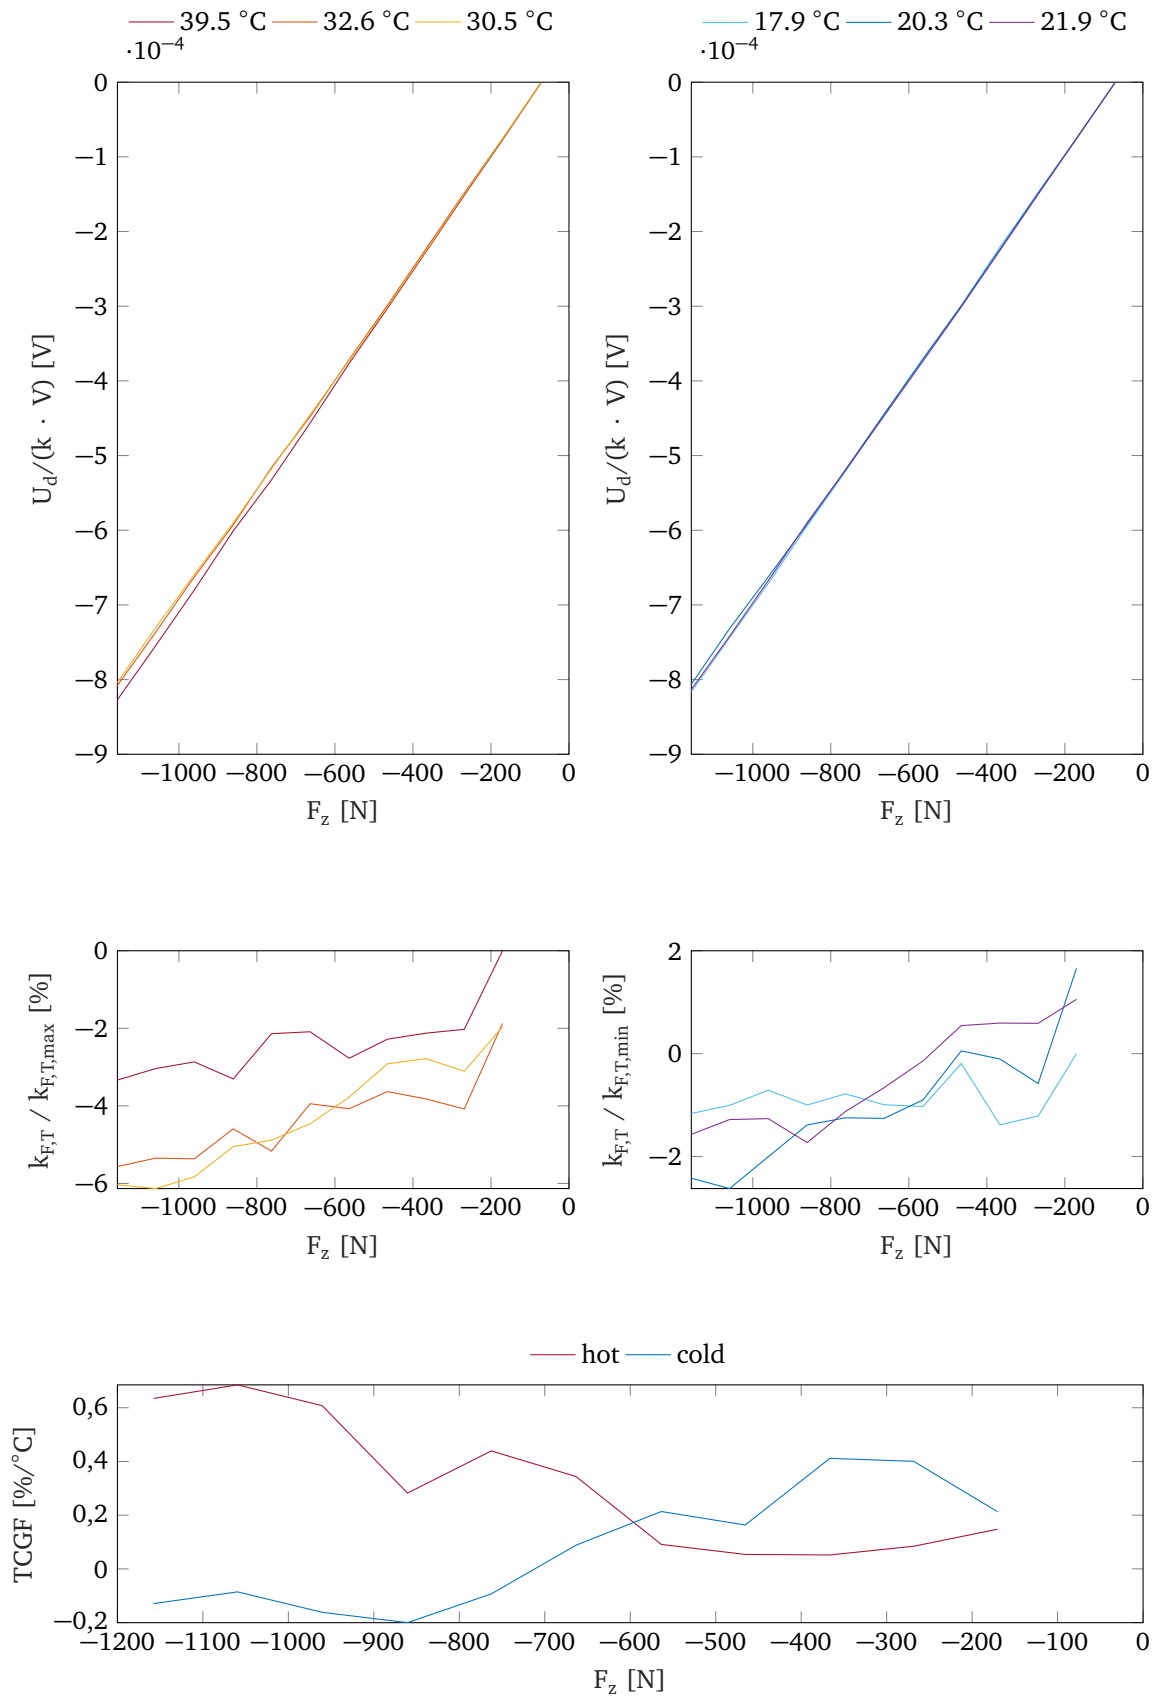 39.5 °C 32.6 °C 30.5 °C
17.9 °C 20.3 °C 21.9 °C
·10−4
·10−4
0
−1
−2
−3
−4
−5
−6
−7
−8
−9
U_d/(k · V) [V]
−1000 −800 −600 −400 −200 0
F_z [N]
0
−1
−2
−3
−4
−5
−6
−7
−8
−9
U_d/(k · V) [V]
−1000 −800 −600 −400 −200 0
F_z [N]
0
−2
−4
−6
k_F,T / k_F,T,max [%]
−1000 −800 −600 −400 −200 0
F_z [N]
2
0
−2
k_F,T / k_F,T,min [%]
−1000 −800 −600 −400 −200 0
F_z [N]
hot cold
0,6
0,4
0,2
0
−0,2
TCGF [%/°C]
−1200 −1100 −1000 −900 −800 −700 −600 −500 −400 −300 −200 −100 0
F_z [N]